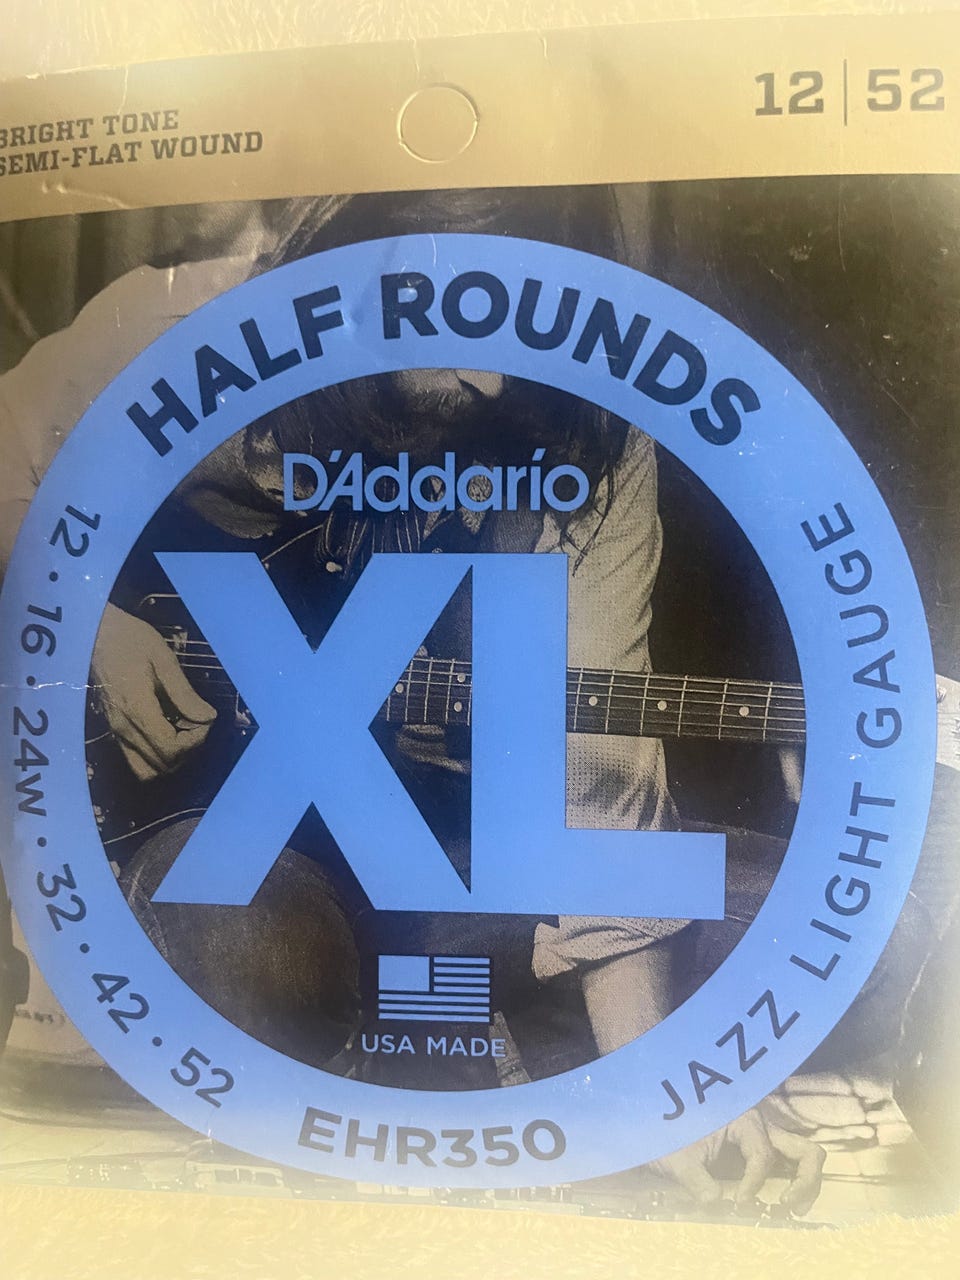 BRIGHT TONE
SEMI-FLAT WOUND
12 | 52
HALF ROUNDS
D'Addario
XL
USA MADE
12 · 16 · 24W · 32 · 42 · 52
EHR350
JAZZ LIGHT GAUGE